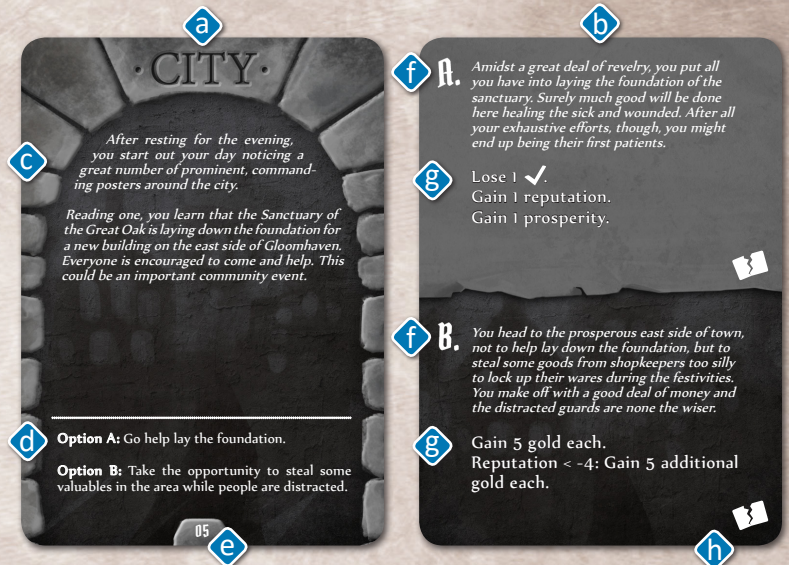 a
b
· CITY ·
c
After resting for the evening,
you start out your day noticing a
great number of prominent, command-
ing posters around the city.
Reading one, you learn that the Sanctuary of
the Great Oak is laying down the foundation for
a new building on the east side of Gloomhaven.
Everyone is encouraged to come and help. This
could be an important community event.
d
Option A: Go help lay the foundation.
Option B: Take the opportunity to steal some
valuables in the area while people are distracted.
05
e
f
A.
Amidst a great deal of revelry, you put all
you have into laying the foundation of the
sanctuary. Surely much good will be done
here healing the sick and wounded. After all
your exhaustive efforts, though, you might
end up being their first patients.
g
Lose 1 ✓.
Gain 1 reputation.
Gain 1 prosperity.
f
B.
You head to the prosperous east side of town,
not to help lay down the foundation, but to
steal some goods from shopkeepers too silly
to lock up their wares during the festivities.
You make off with a good deal of money and
the distracted guards are none the wiser.
g
Gain 5 gold each.
Reputation < -4: Gain 5 additional
gold each.
h